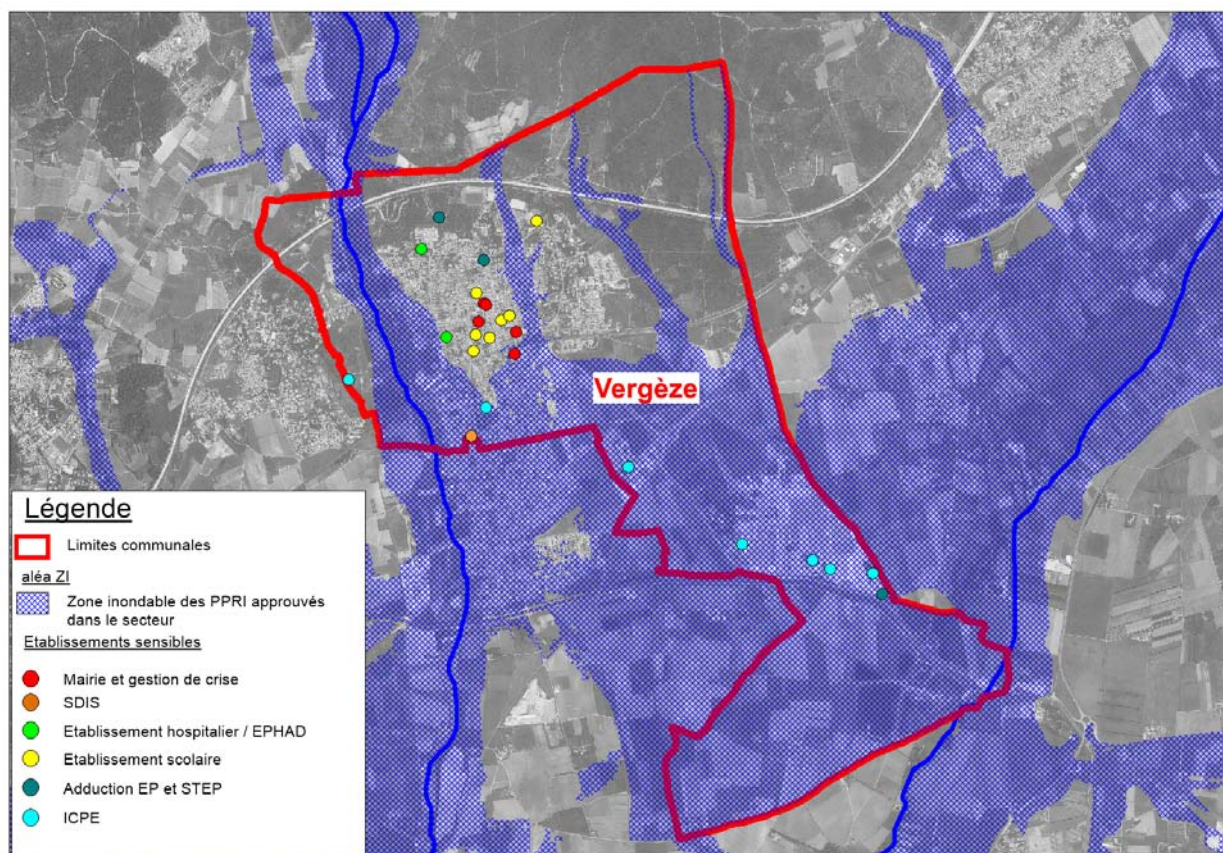 Vergèze
Légende
Limites communales
aléa ZI
Zone inondable des PPRI approuvés
dans le secteur
Etablissements sensibles
Mairie et gestion de crise
SDIS
Etablissement hospitalier / EPHAD
Etablissement scolaire
Adduction EP et STEP
ICPE